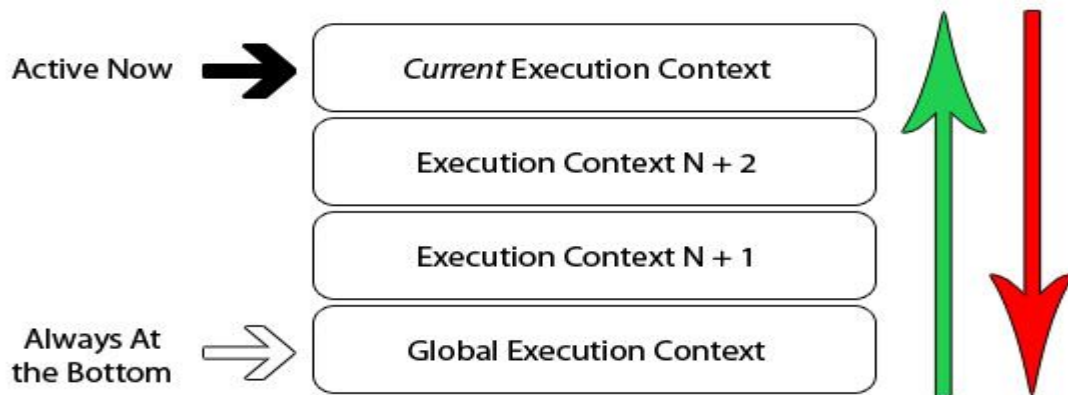 Active Now
Current Execution Context
Execution Context N + 2
Execution Context N + 1
Always At
the Bottom
Global Execution Context